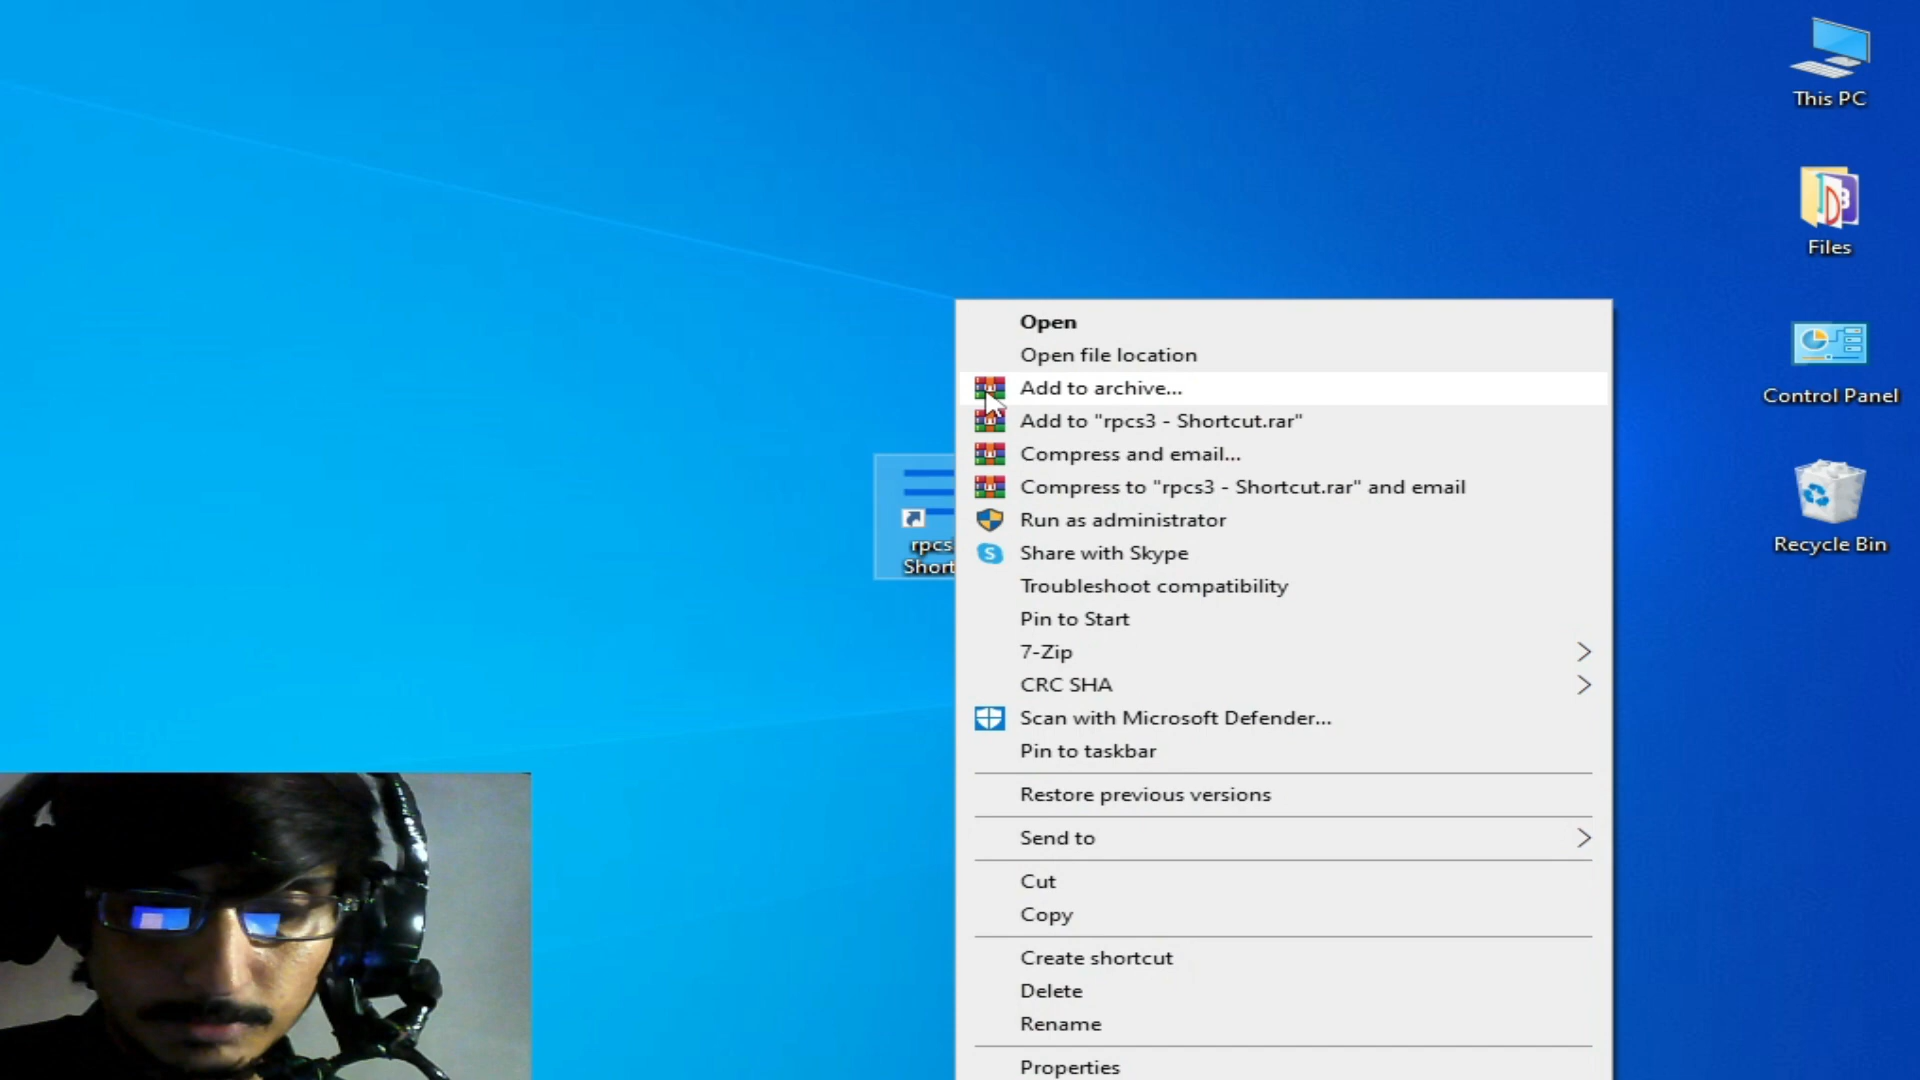 This PC
Files
Control Panel
Recycle Bin
rpcs
Short
Open
Open file location
Add to archive...
Add to "rpcs3 - Shortcut.rar"
Compress and email...
Compress to "rpcs3 - Shortcut.rar" and email
Run as administrator
Share with Skype
Troubleshoot compatibility
Pin to Start
7-Zip
CRC SHA
Scan with Microsoft Defender...
Pin to taskbar
Restore previous versions
Send to
Cut
Copy
Create shortcut
Delete
Rename
Properties